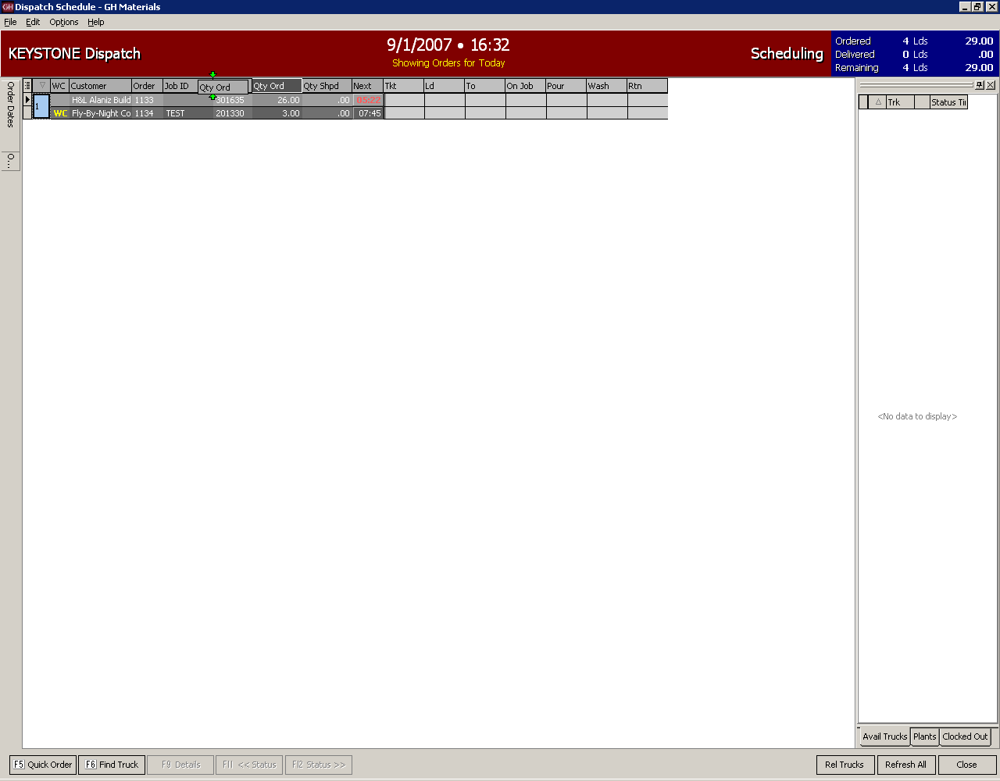 GH Dispatch Schedule - GH Materials
File Edit Options Help
KEYSTONE Dispatch
9/1/2007 • 16:32
Showing Orders for Today
Scheduling
Ordered 4 Lds 29.00
Delivered 0 Lds .00
Remaining 4 Lds 29.00
Order Dates
O...
WC Customer Order Job ID Qty Ord Qty Ord Qty Shpd Next Tkt Ld To On Job Pour Wash Rtn
1
H&L Alaniz Build 1133 301635 26.00 .00 05:22
WC Fly-By-Night Co 1134 TEST 201330 3.00 .00 07:45
Trk Status Tir
<No data to display>
Avail Trucks Plants Clocked Out
F5 Quick Order F6 Find Truck F9 Details F11 << Status F12 Status >> Rel Trucks Refresh All Close